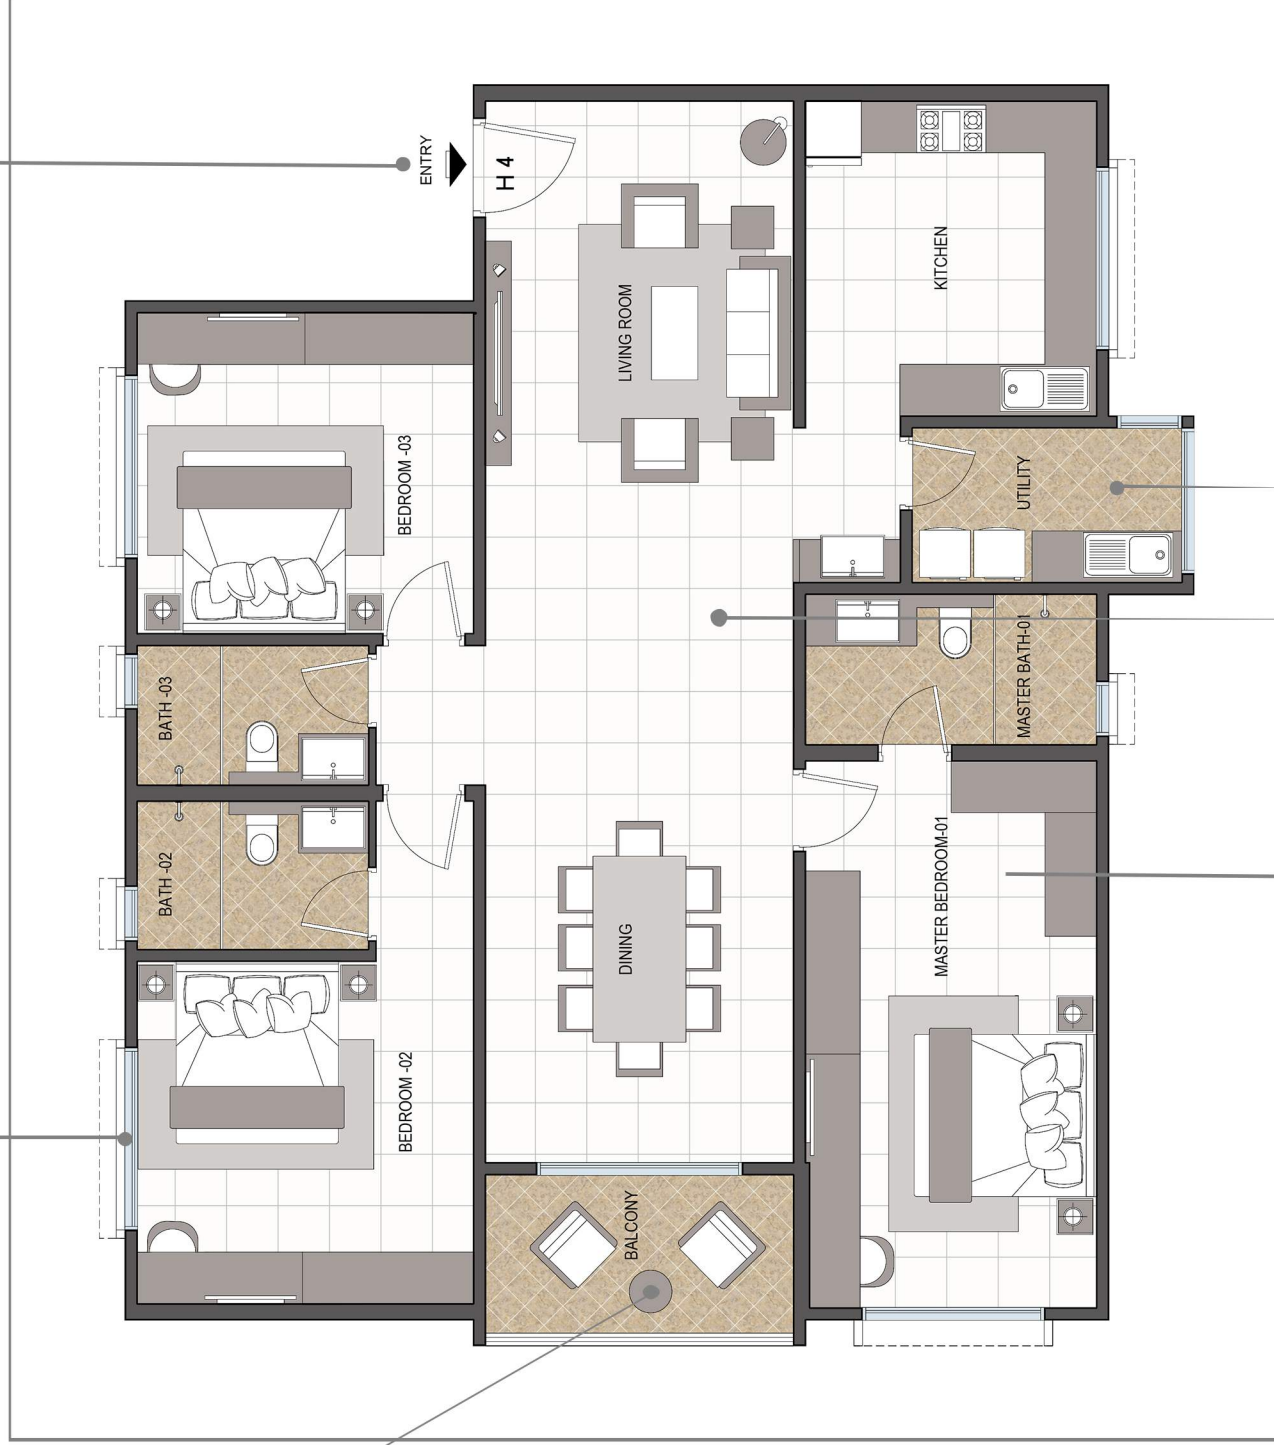 ENTRY
H 4
KITCHEN
LIVING ROOM
BEDROOM -03
UTILITY
BATH -03
MASTER BATH-01
BATH -02
MASTER BEDROOM-01
DINING
BEDROOM -02
BALCONY